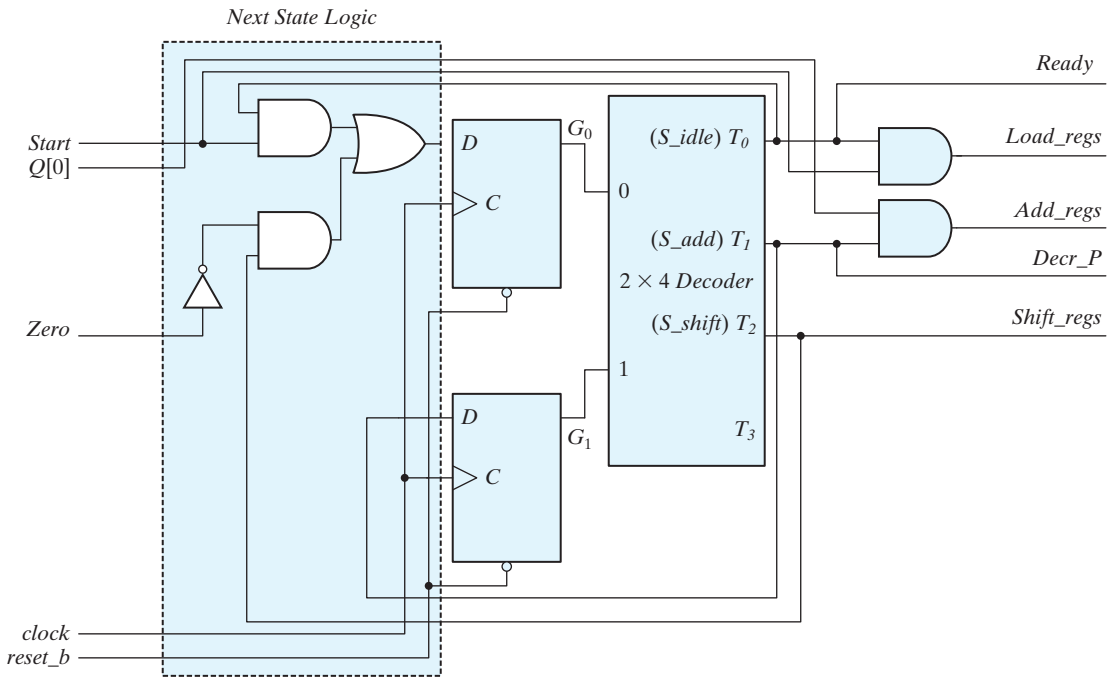 Next State Logic
Start
Q[0]
Zero
clock
reset_b
D
C
G0
D
C
G1
0
1
(S_idle) T0
(S_add) T1
2 × 4 Decoder
(S_shift) T2
T3
Ready
Load_regs
Add_regs
Decr_P
Shift_regs